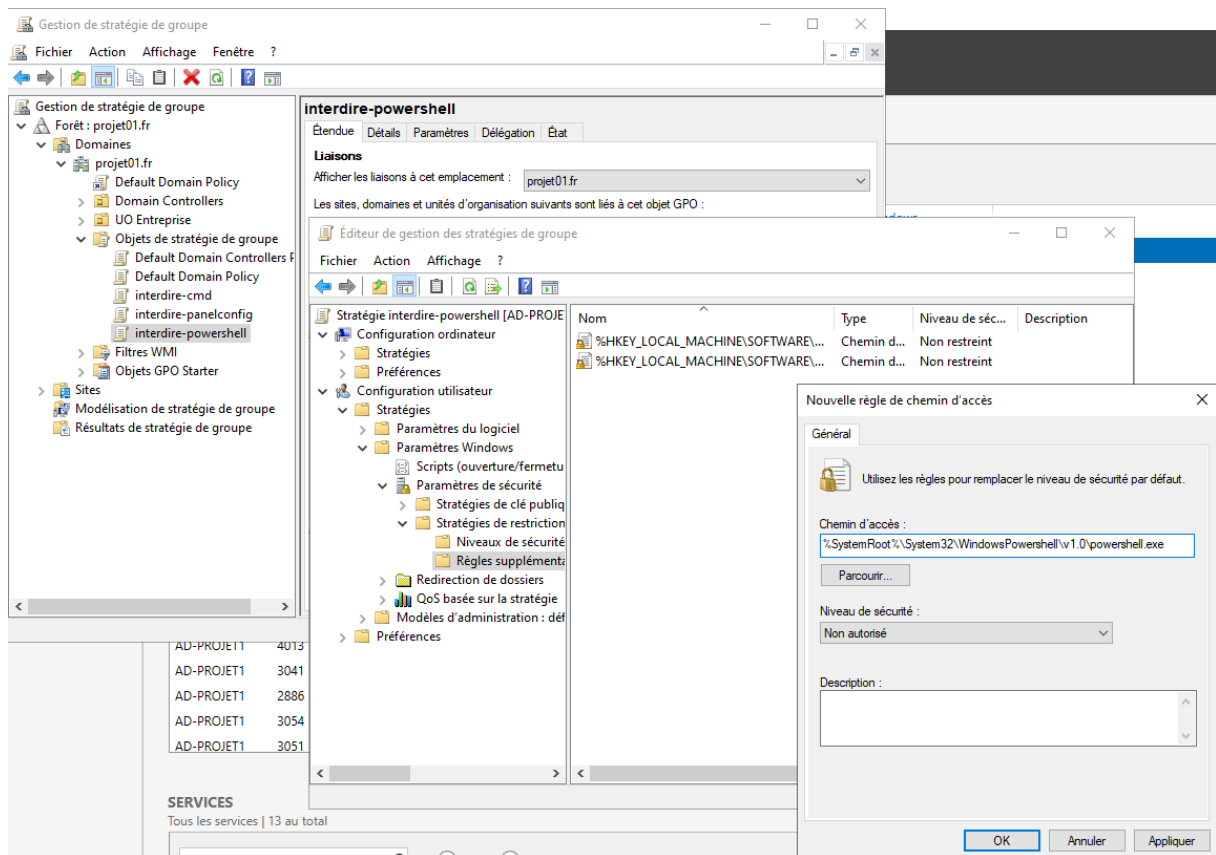 Gestion de stratégie de groupe
Fichier Action Affichage Fenêtre ?
Gestion de stratégie de groupe
Forêt : projet01.fr
Domaines
projet01.fr
Default Domain Policy
Domain Controllers
UO Entreprise
Objets de stratégie de groupe
Default Domain Controllers P
Default Domain Policy
interdire-cmd
interdire-panelconfig
interdire-powershell
Filtres WMI
Objets GPO Starter
Sites
Modélisation de stratégie de groupe
Résultats de stratégie de groupe
interdire-powershell
Étendue Détails Paramètres Délégation État
Liaisons
Afficher les liaisons à cet emplacement : projet01.fr
Les sites, domaines et unités d'organisation suivants sont liés à cet objet GPO :
Éditeur de gestion des stratégies de groupe
Fichier Action Affichage ?
Stratégie interdire-powershell [AD-PROJE
Configuration ordinateur
Stratégies
Préférences
Configuration utilisateur
Stratégies
Paramètres du logiciel
Paramètres Windows
Scripts (ouverture/fermetu
Paramètres de sécurité
Stratégies de clé publiq
Stratégies de restriction
Niveaux de sécurité
Règles supplémenta
Redirection de dossiers
QoS basée sur la stratégie
Modèles d'administration : déf
Préférences
Nom Type Niveau de séc... Description
%HKEY_LOCAL_MACHINE\SOFTWARE\... Chemin d... Non restreint
%HKEY_LOCAL_MACHINE\SOFTWARE\... Chemin d... Non restreint
Nouvelle règle de chemin d'accès
Général
Utilisez les règles pour remplacer le niveau de sécurité par défaut.
Chemin d'accès :
%SystemRoot%\System32\WindowsPowershell\v1.0\powershell.exe
Parcourir...
Niveau de sécurité :
Non autorisé
Description :
OK Annuler Appliquer
AD-PROJET1 4013
AD-PROJET1 3041
AD-PROJET1 2886
AD-PROJET1 3054
AD-PROJET1 3051
SERVICES
Tous les services | 13 au total